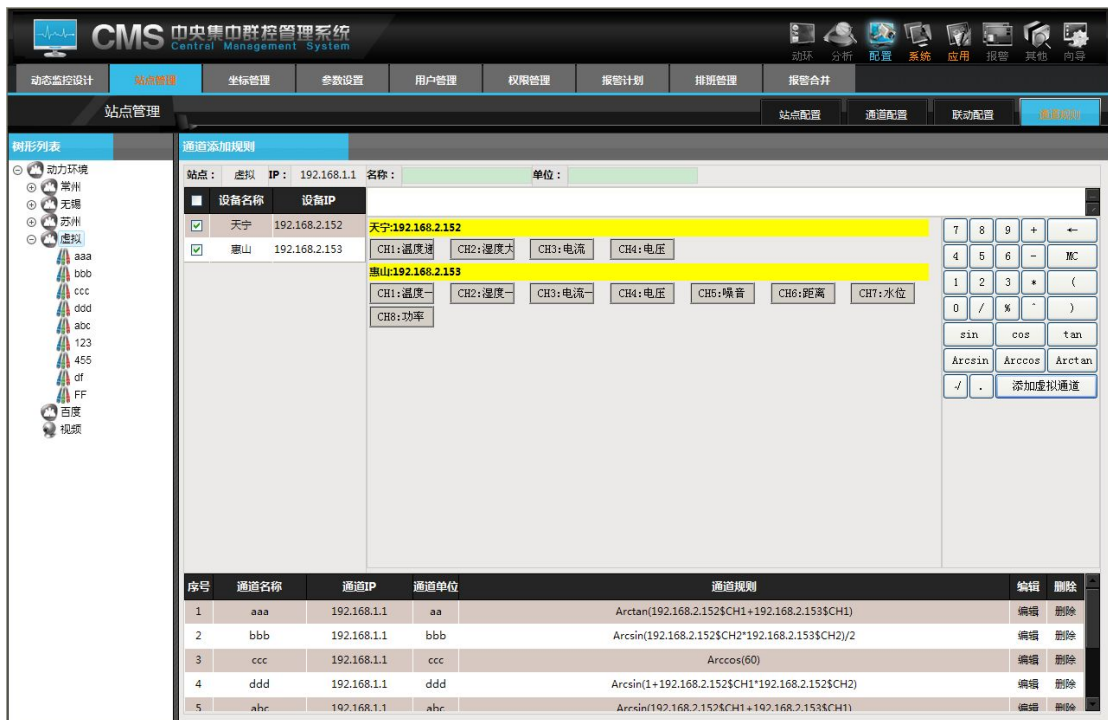 CMS 中央集中群控管理系统
Central Management System
动环 分析 配置 系统 应用 报警 其他 向导
动态监控设计 站点管理 坐标管理 参数设置 用户管理 权限管理 报警计划 排班管理 报警合并
站点管理 站点配置 通道配置 联动配置 通道规则
树形列表
动力环境
常州
无锡
苏州
虚拟
aaa
bbb
ccc
ddd
abc
123
455
df
FF
百度
视频
通道添加规则
站点： 虚拟 IP： 192.168.1.1 名称： 单位：
设备名称 设备IP
天宁 192.168.2.152
惠山 192.168.2.153
天宁:192.168.2.152
CH1:温度 CH2:湿度大 CH3:电流 CH4:电压
惠山:192.168.2.153
CH1:温度一 CH2:湿度一 CH3:电流一 CH4:电压 CH5:噪音 CH6:距离 CH7:水位
CH8:功率
7 8 9 + ←
4 5 6 - MC
1 2 3 * (
0 / % ^ )
sin cos tan
Arcsin Arccos Arctan
√ . 添加虚拟通道
序号 通道名称 通道IP 通道单位 通道规则 编辑 删除
1 aaa 192.168.1.1 aa Arctan(192.168.2.152$CH1+192.168.2.153$CH1) 编辑 删除
2 bbb 192.168.1.1 bbb Arcsin(192.168.2.152$CH2*192.168.2.153$CH2)/2 编辑 删除
3 ccc 192.168.1.1 ccc Arccos(60) 编辑 删除
4 ddd 192.168.1.1 ddd Arcsin(1+192.168.2.152$CH1*192.168.2.152$CH2) 编辑 删除
5 abc 192.168.1.1 abc Arcsin(192.168.2.152$CH1+192.168.2.153$CH1) 编辑 删除